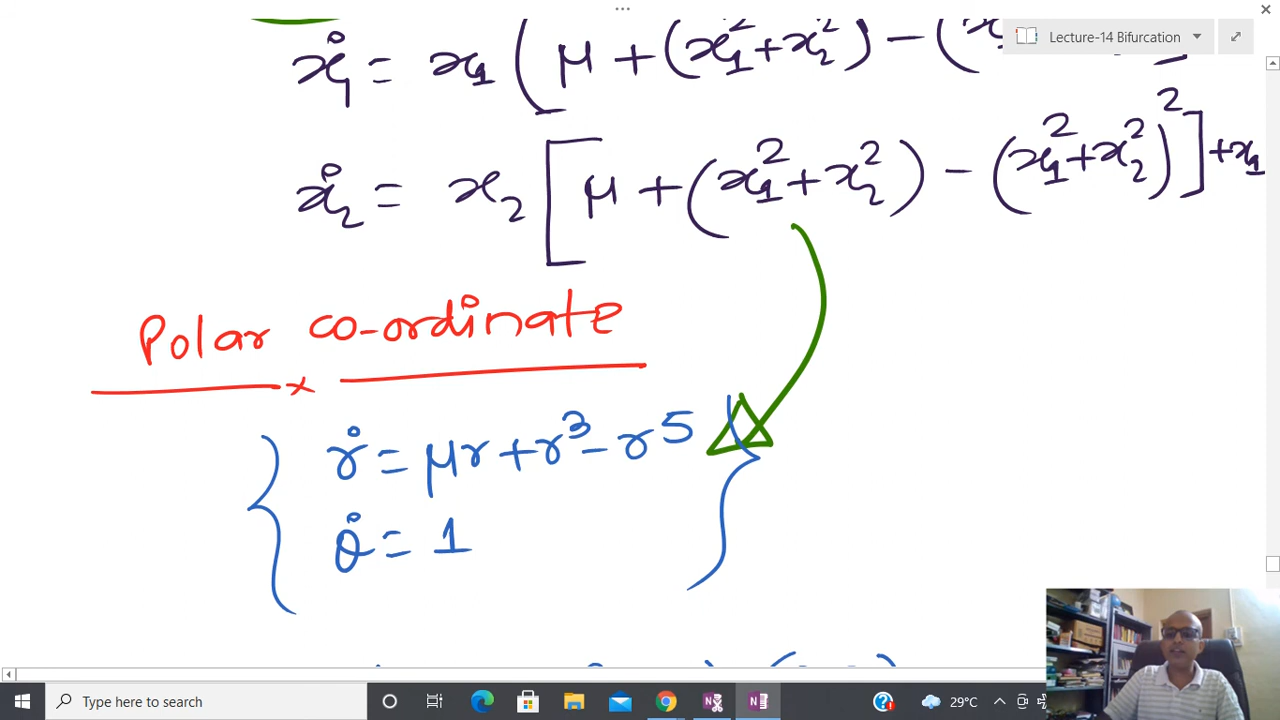 Lecture-14 Bifurcation
ẋ₁ = x₁ ( μ + (x₁²+x₂²) − (
ẋ₂ = x₂ [ μ + (x₁²+x₂²) − (x₁²+x₂²)² ] +x₁
Polar co-ordinate
ṙ = μr + r³ − r⁵
θ̇ = 1
Type here to search
29°C